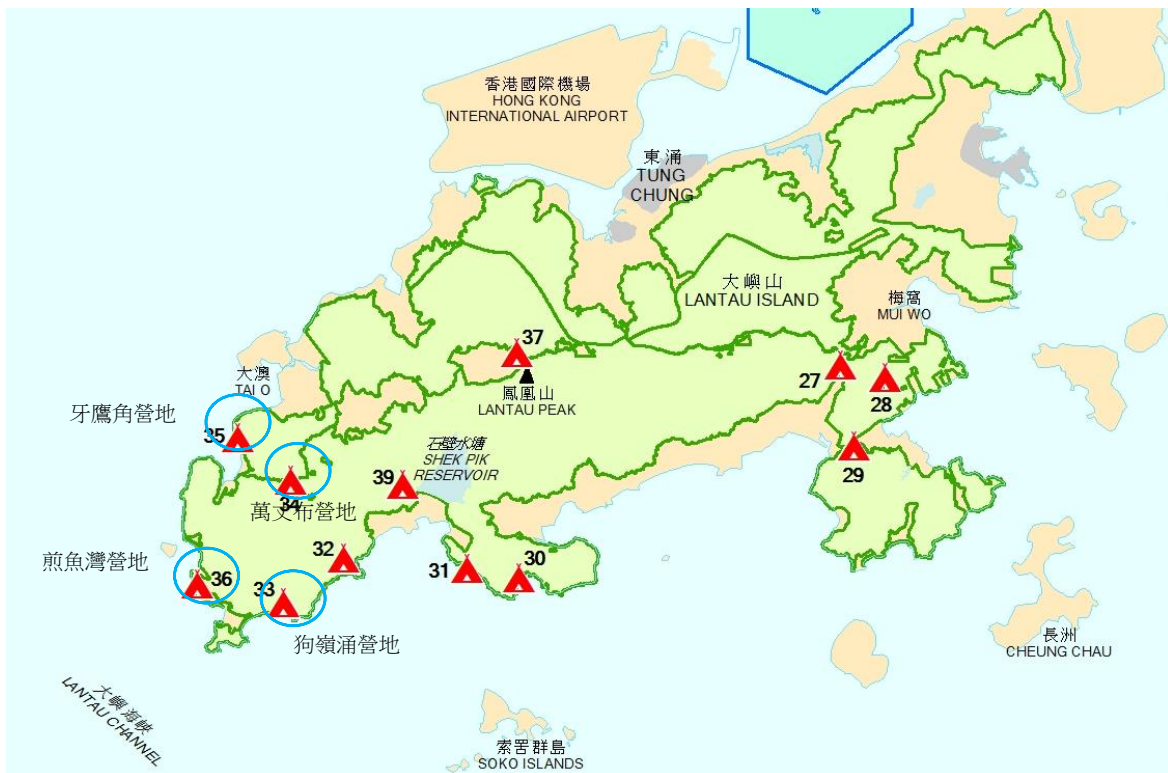 香港國際機場
HONG KONG
INTERNATIONAL AIRPORT
東涌
TUNG
CHUNG
大嶼山
LANTAU ISLAND
梅窩
MUI WO
37
鳳凰山
LANTAU PEAK
27
28
大澳
TAI O
牙鷹角營地
35
石壁水塘
SHEK PIK
RESERVOIR
29
39
34
萬丈布營地
煎魚灣營地
36
32
33
31
30
狗嶺涌營地
長洲
CHEUNG CHAU
大嶼海峽
LANTAU CHANNEL
索罟群島
SOKO ISLANDS